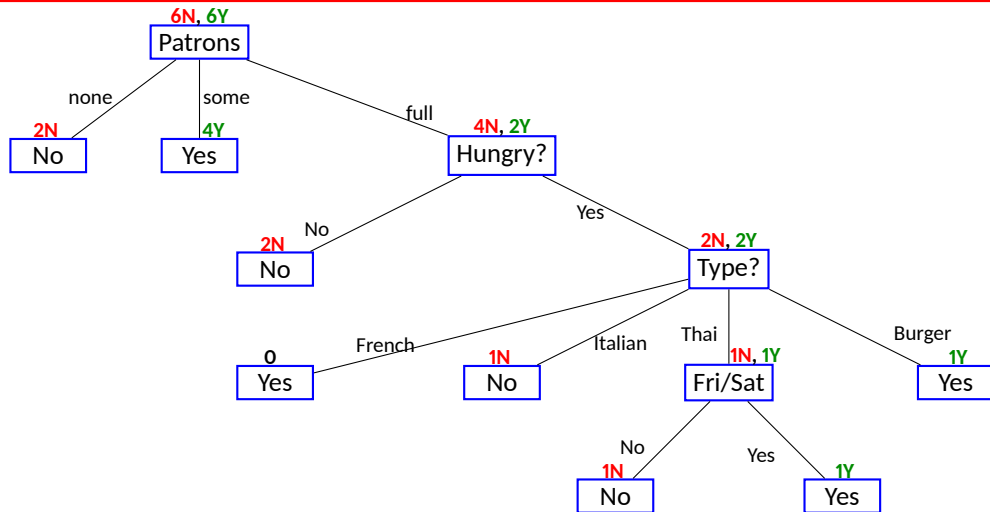 6N, 6Y
Patrons
none
some
full
2N
No
4Y
Yes
4N, 2Y
Hungry?
No
Yes
2N
No
2N, 2Y
Type?
French
Italian
Thai
Burger
0
Yes
1N
No
1N, 1Y
Fri/Sat
1Y
Yes
No
Yes
1N
No
1Y
Yes